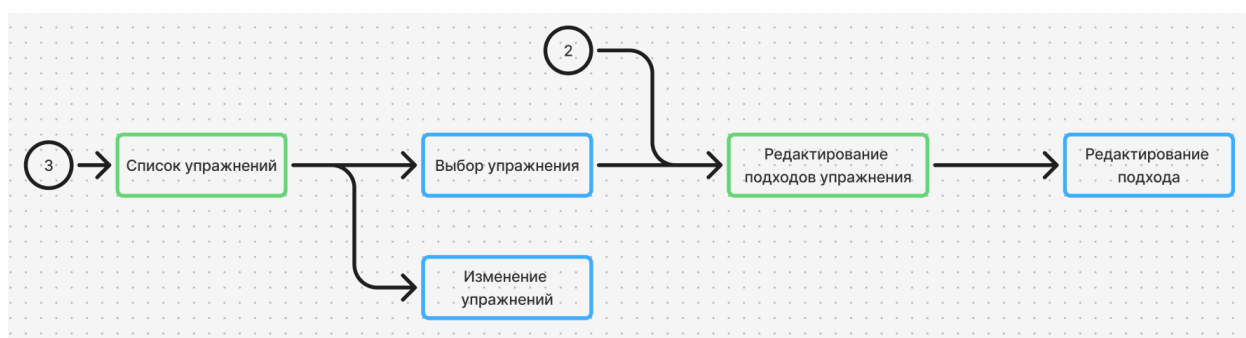 2
3
Список упражнений
Выбор упражнения
Редактирование
подходов упражнения
Редактирование
подхода
Изменение
упражнений